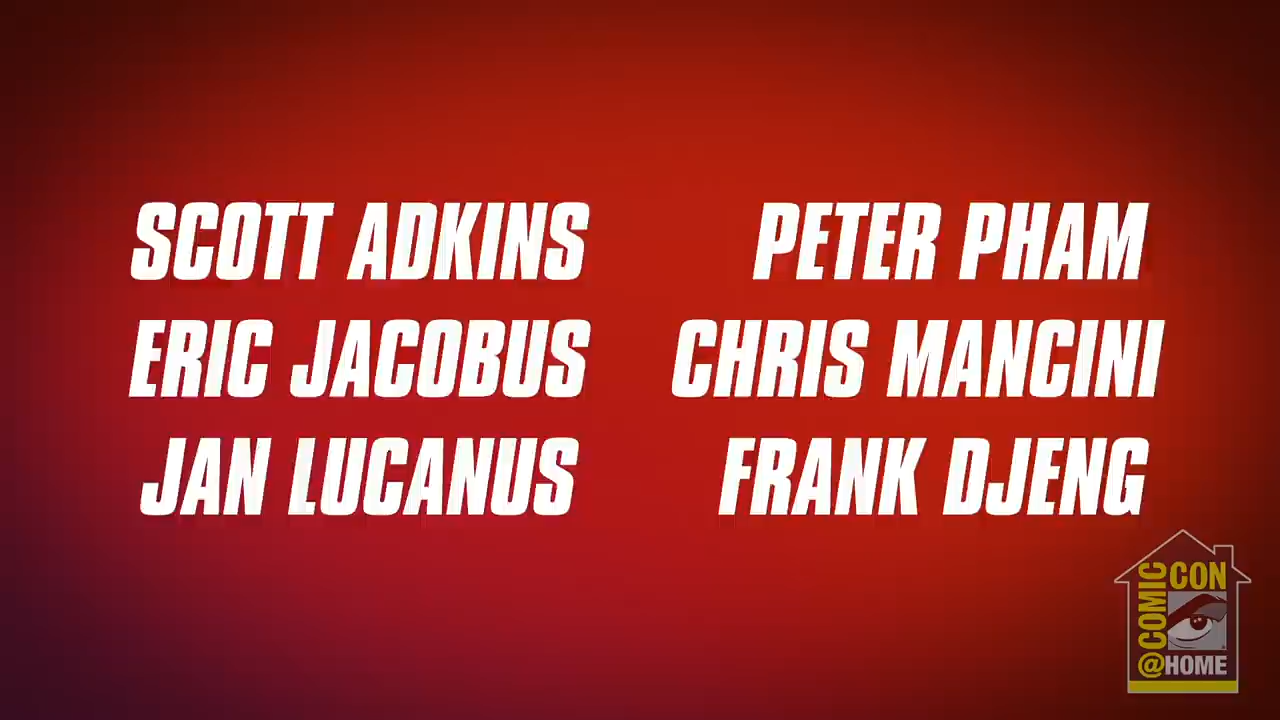 SCOTT ADKINS
ERIC JACOBUS
JAN LUCANUS
PETER PHAM
CHRIS MANCINI
FRANK DJENG
COMIC CON
@HOME